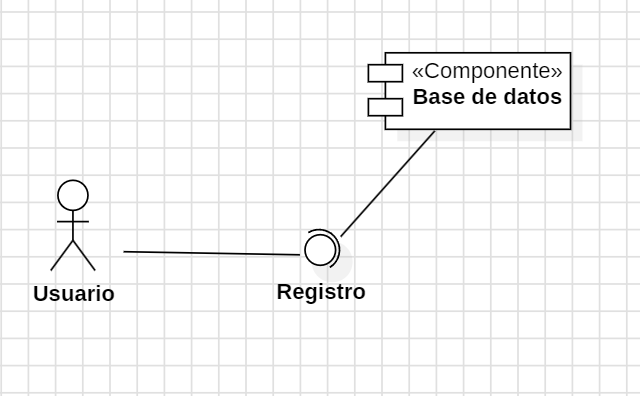 «Componente»
Base de datos
Usuario
Registro